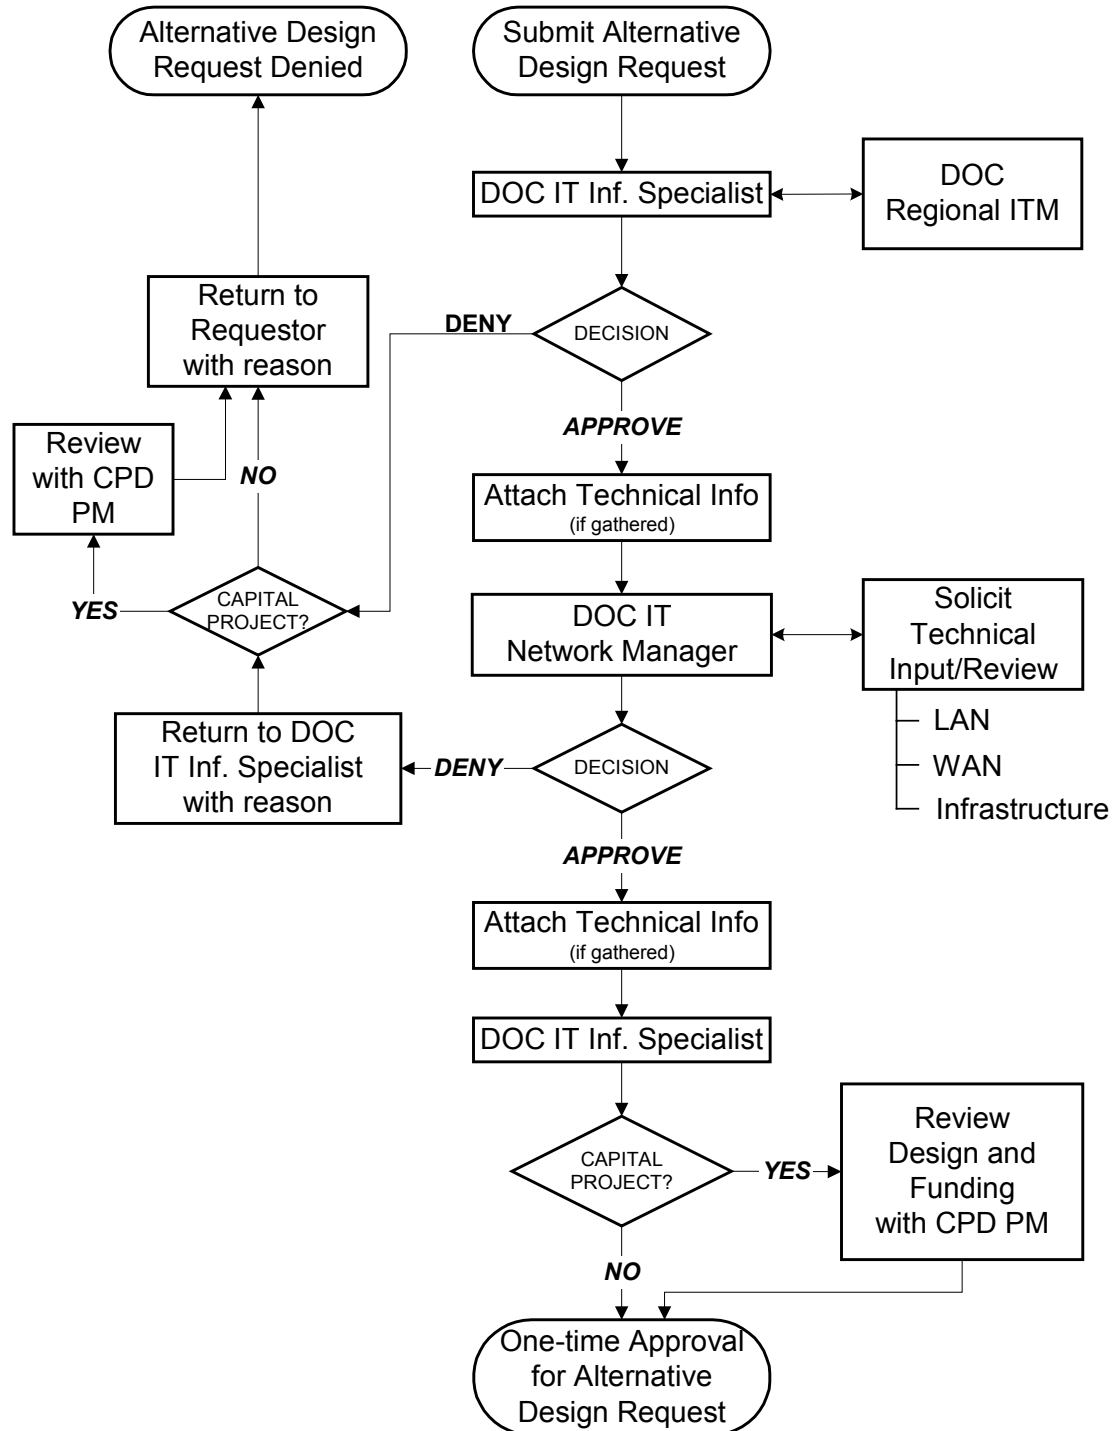 Alternative Design
Request Denied
Submit Alternative
Design Request
DOC IT Inf. Specialist
DOC
Regional ITM
Return to
Requestor
with reason
DENY
DECISION
APPROVE
Review
with CPD
PM
NO
Attach Technical Info
(if gathered)
YES
CAPITAL
PROJECT?
DOC IT
Network Manager
Solicit
Technical
Input/Review
LAN
WAN
Infrastructure
Return to DOC
IT Inf. Specialist
with reason
DENY
DECISION
APPROVE
Attach Technical Info
(if gathered)
DOC IT Inf. Specialist
CAPITAL
PROJECT?
YES
Review
Design and
Funding
with CPD PM
NO
One-time Approval
for Alternative
Design Request